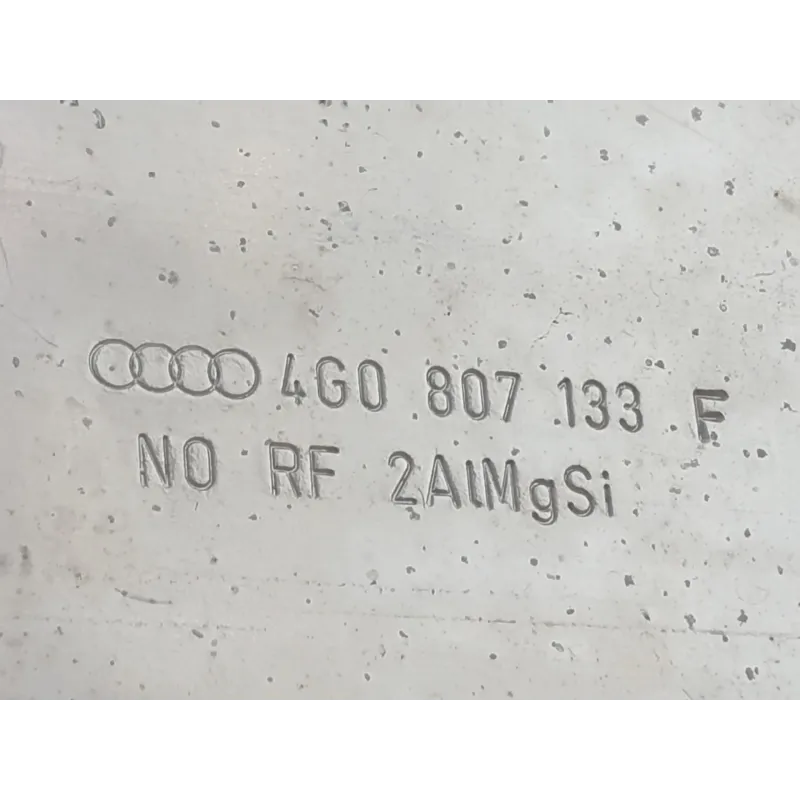 4G0 807 133 F
NO RF 2AlMgSi